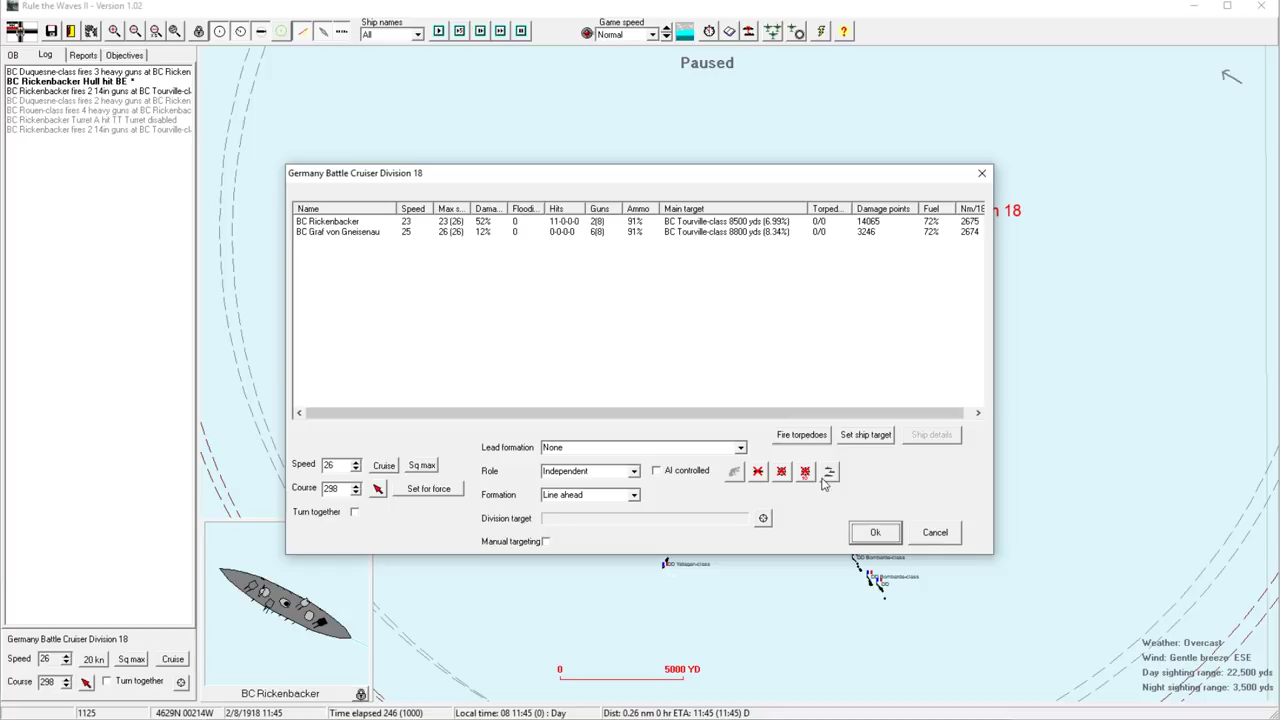 Rule the Waves II - Version 1.02
Ship names
All
Game speed
Normal
OB Log Reports Objectives
BC Duquesne-class fires 3 heavy guns at BC Ricken
BC Rickenbacker Hull hit BE *
BC Rickenbacker fires 2 14in guns at BC Tourville-cl
BC Duquesne-class fires 2 heavy guns at BC Ricken
BC Rouen-class fires 4 heavy guns at BC Rickenbac
BC Rickenbacker Turret A hit TT Turret disabled
BC Rickenbacker fires 2 14in guns at BC Tourville-cl
Paused
Germany Battle Cruiser Division 18
Name Speed Max s... Dama... Floodi... Hits Guns Ammo Main target Torped... Damage points Fuel Nm/18
BC Rickenbacker 23 23 (26) 52% 0 11-0-0-0 2(8) 91% BC Tourville-class 8500 yds (6.99%) 0/0 14065 72% 2675
BC Graf von Gneisenau 25 26 (26) 12% 0 0-0-0-0 6(8) 91% BC Tourville-class 8800 yds (8.34%) 0/0 3246 72% 2674
n 18
Lead formation None
Fire torpedoes Set ship target Ship details
Speed 26 Cruise Sq max
Role Independent AI controlled
Course 298 Set for force
Formation Line ahead
Turn together
Division target
Manual targeting
Ok Cancel
DD Yatagan-class
DD Bombarde-class
DD Bombarde-class
DD
Germany Battle Cruiser Division 18
Speed 26 20 kn Sq max Cruise
Course 298 Turn together
BC Rickenbacker
0 5000 YD
Weather: Overcast
Wind: Gentle breeze ESE
Day sighting range: 22,500 yds
Night sighting range: 3,500 yds
1125 4629N 00214W 2/8/1918 11:45 Time elapsed 246 (1000) Local time: 08 11:45 (0) : Day Dist: 0.26 nm 0 hr ETA: 11:45 (11:45) D